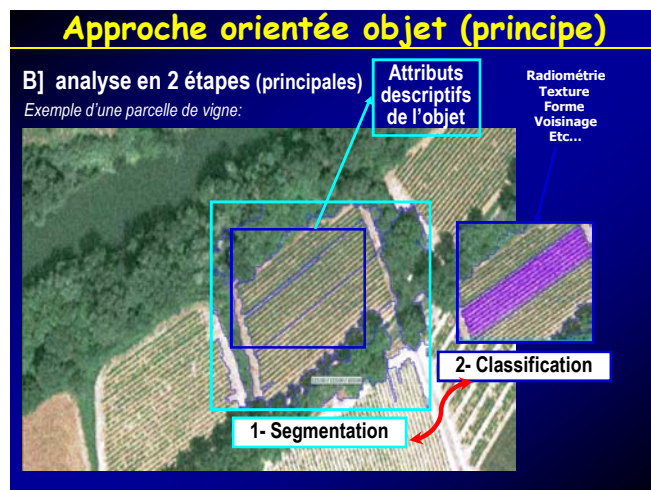 Approche orientée objet (principe)
B] analyse en 2 étapes (principales)
Exemple d'une parcelle de vigne:
Attributs
descriptifs
de l'objet
Radiométrie
Texture
Forme
Voisinage
Etc...
2- Classification
1- Segmentation